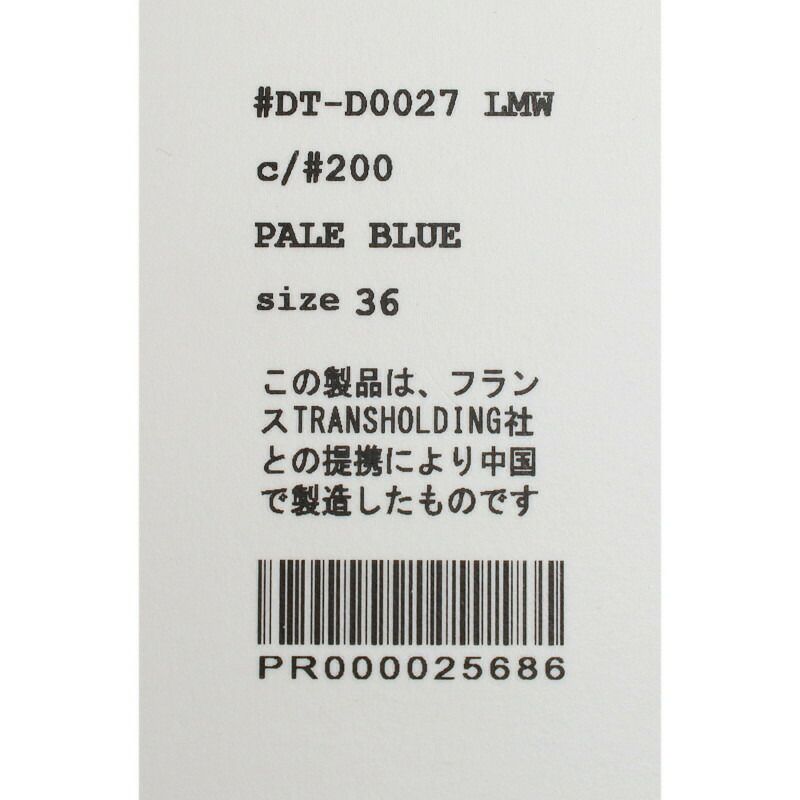 #DT-D0027 LMW
c/#200
PALE BLUE
size 36
この製品は、フラン
スTRANSHOLDING社
との提携により中国
で製造したものです
PR000025686